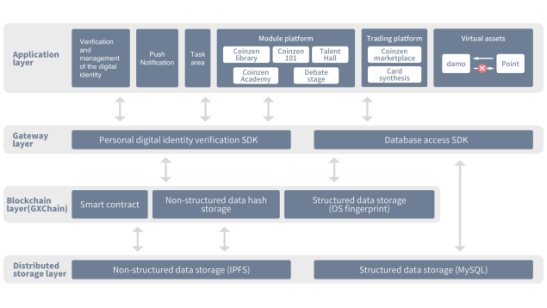 Application
layer
Verification
and
management
of the digital
identity
Push
Notification
Task
area
Module platform
Coinzen
library
Coinzen
101
Talent
Hall
Coinzen
Academy
Debate
stage
Trading platform
Coinzen
marketplace
Card
synthesis
Virtual assets
damo
Point
Gateway
layer
Personal digital identity verification SDK
Database access SDK
Blockchain
layer(GXChain)
Smart contract
Non-structured data hash
storage
Structured data storage
(OS fingerprint)
Distributed
storage layer
Non-structured data storage (IPFS)
Structured data storage (MySQL)